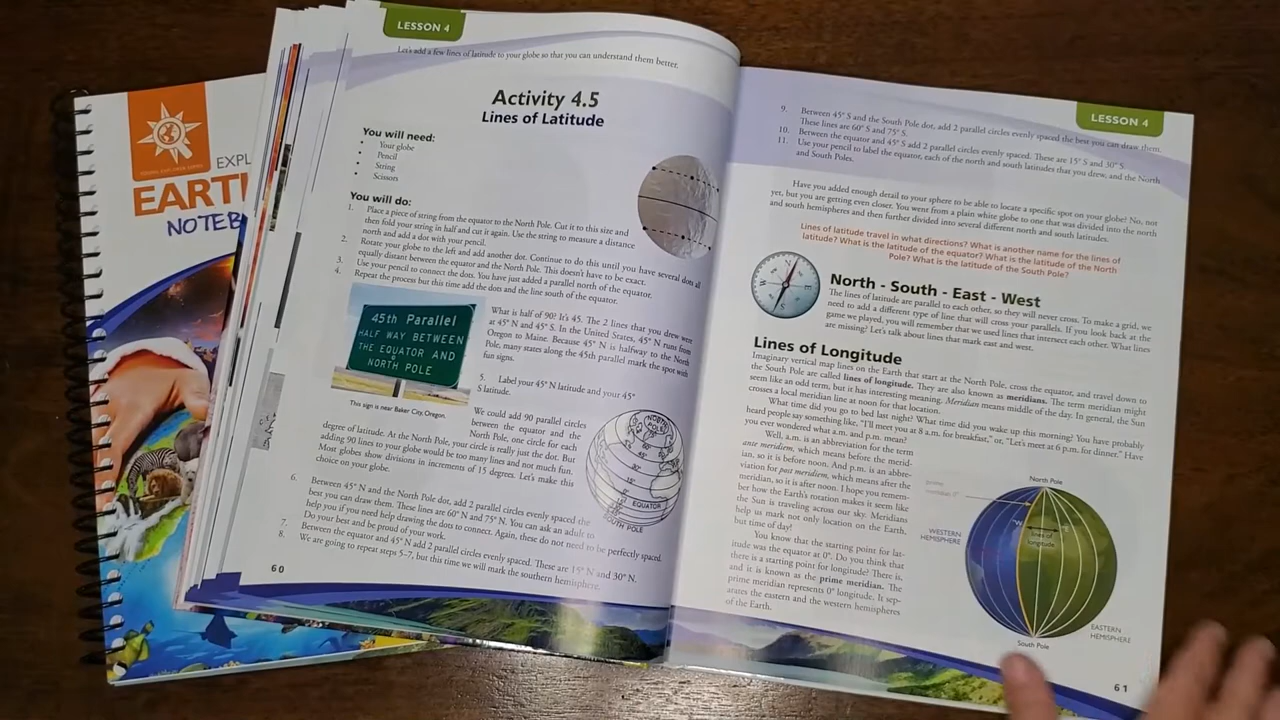 EXPL
EART
NOTEB
LESSON 4
Let's add a few lines of latitude to your globe so that you can understand them better.
Activity 4.5
Lines of Latitude
You will need:
• Your globe
• Pencil
• String
• Scissors
You will do:
1. Place a piece of string from the equator to the North Pole. Cut it to this size and
then fold your string in half and cut it again. Use the string to measure a distance
north and add a dot with your pencil.
2. Rotate your globe to the left and add another dot. Continue to do this until you have several dots all
equally distant between the equator and the North Pole. This doesn't have to be exact.
3. Use your pencil to connect the dots. You have just added a parallel north of the equator.
4. Repeat the process but this time add the dots and the line south of the equator.
45th Parallel
HALF WAY BETWEEN
THE EQUATOR AND
NORTH POLE
This sign is near Baker City, Oregon.
What is half of 90? It's 45. The 2 lines that you drew were
at 45° N and 45° S. In the United States, 45° N runs from
Oregon to Maine. Because 45° N is halfway to the North
Pole, many states along the 45th parallel mark the spot with
fun signs.
5. Label your 45° N latitude and your 45°
S latitude.
We could add 90 parallel circles
between the equator and the
North Pole, one circle for each
degree of latitude. At the North Pole, your circle is really just the dot. But
adding 90 lines to your globe would be too many lines and not much fun.
Most globes show divisions in increments of 15 degrees. Let's make this
choice on your globe.
NORTH
POLE
EQUATOR
SOUTH POLE
6. Between 45° N and the North Pole dot, add 2 parallel circles evenly spaced the
best you can draw them. These lines are 60° N and 75° N. You can ask an adult to
help you if you need help drawing the dots to connect. Again, these do not need to be perfectly spaced.
Do your best and be proud of your work.
7. Between the equator and 45° N add 2 parallel circles evenly spaced. These are 15° N and 30° N.
8. We are going to repeat steps 5–7, but this time we will mark the southern hemisphere.
60
LESSON 4
9. Between 45° S and the South Pole dot, add 2 parallel circles evenly spaced the best you can draw them.
These lines are 60° S and 75° S.
10. Between the equator and 45° S add 2 parallel circles evenly spaced. These are 15° S and 30° S.
11. Use your pencil to label the equator, each of the north and south latitudes that you drew, and the North
and South Poles.
Have you added enough detail to your sphere to be able to locate a specific spot on your globe? No, not
yet, but you are getting even closer. You went from a plain white globe to one that was divided into the north
and south hemispheres and then further divided into several different north and south latitudes.
Lines of latitude travel in what directions? What is another name for the lines of
latitude? What is the latitude of the equator? What is the latitude of the North
Pole? What is the latitude of the South Pole?
North - South - East - West
The lines of latitude are parallel to each other, so they will never cross. To make a grid, we
need to add a different type of line that will cross your parallels. If you look back at the
game we played, you will remember that we used lines that intersect each other. What lines
are missing? Let's talk about lines that mark east and west.
Lines of Longitude
Imaginary vertical map lines on the Earth that start at the North Pole, cross the equator, and travel down to
the South Pole are called lines of longitude. They are also known as meridians. The term meridian might
seem like an odd term, but it has interesting meaning. Meridian means middle of the day. In general, the Sun
crosses a local meridian line at noon for that location.
What time did you go to bed last night? What time did you wake up this morning? You have probably
heard people say something like, "I'll meet you at 8 a.m. for breakfast," or, "Let's meet at 6 p.m. for dinner." Have
you ever wondered what a.m. and p.m. mean?
Well, a.m. is an abbreviation for the term
ante meridiem, which means before the merid-
ian, so it is before noon. And p.m. is an abbre-
viation for post meridiem, which means after the
meridian, so it is after noon. I hope you remem-
ber how the Earth's rotation makes it seem like
the Sun is traveling across our sky. Meridians
help us mark not only location on the Earth,
but time of day!
You know that the starting point for lat-
itude was the equator at 0°. Do you think that
there is a starting point for longitude? There is,
and it is known as the prime meridian. The
prime meridian represents 0° longitude. It sep-
arates the eastern and the western hemispheres
of the Earth.
North Pole
prime
meridian 0°
WESTERN
HEMISPHERE
°W °E
lines of
longitude
EASTERN
HEMISPHERE
South Pole
61